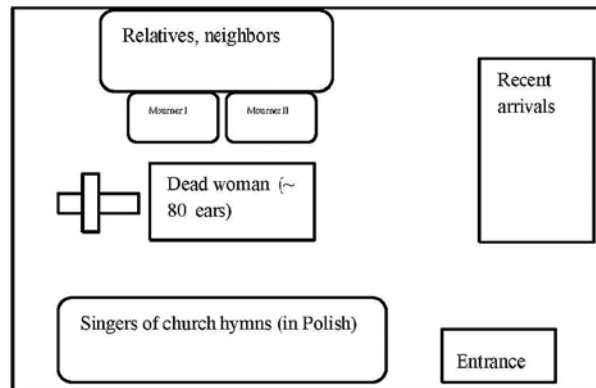 Relatives, neighbors
Mourner I
Mourner II
Recent
arrivals
Dead woman (~
80 ears)
Singers of church hymns (in Polish)
Entrance